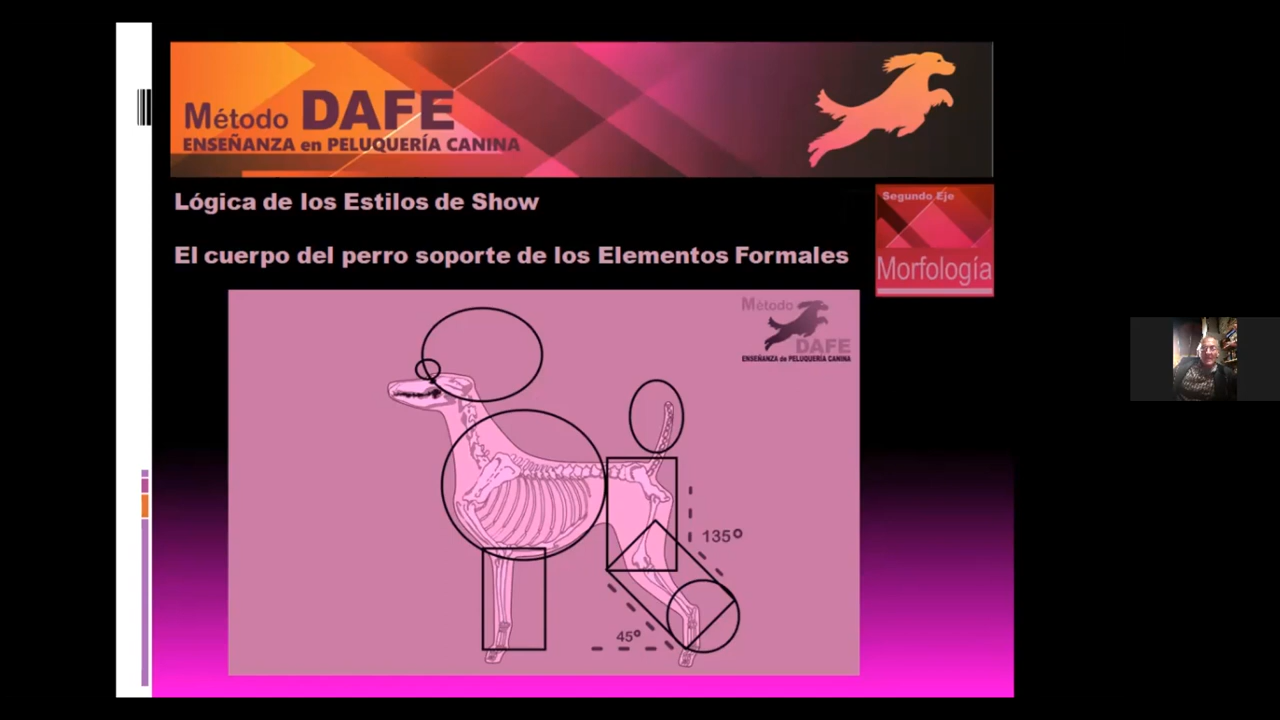 Método DAFE
ENSEÑANZA en PELUQUERÍA CANINA
Lógica de los Estilos de Show
Segundo Eje
Morfología
El cuerpo del perro soporte de los Elementos Formales
Método
DAFE
ENSEÑANZA de PELUQUERÍA CANINA
135º
45º